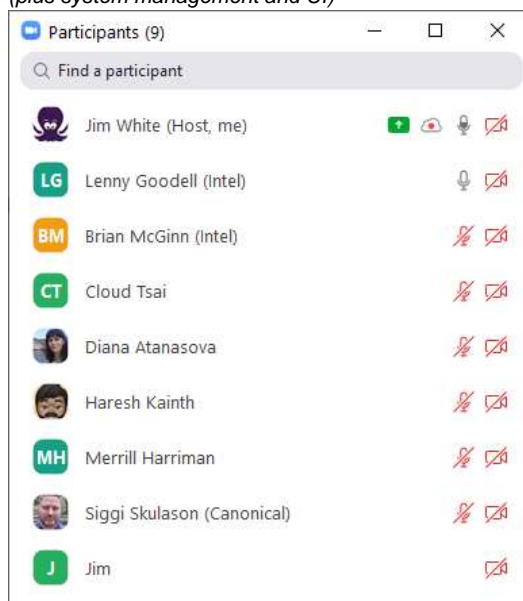 (plus system management and UI)
Participants (9)
Find a participant
Jim White (Host, me)
LG Lenny Goodell (Intel)
BM Brian McGinn (Intel)
CT Cloud Tsai
Diana Atanasova
Haresh Kainth
MH Merrill Harriman
Siggi Skulason (Canonical)
J Jim